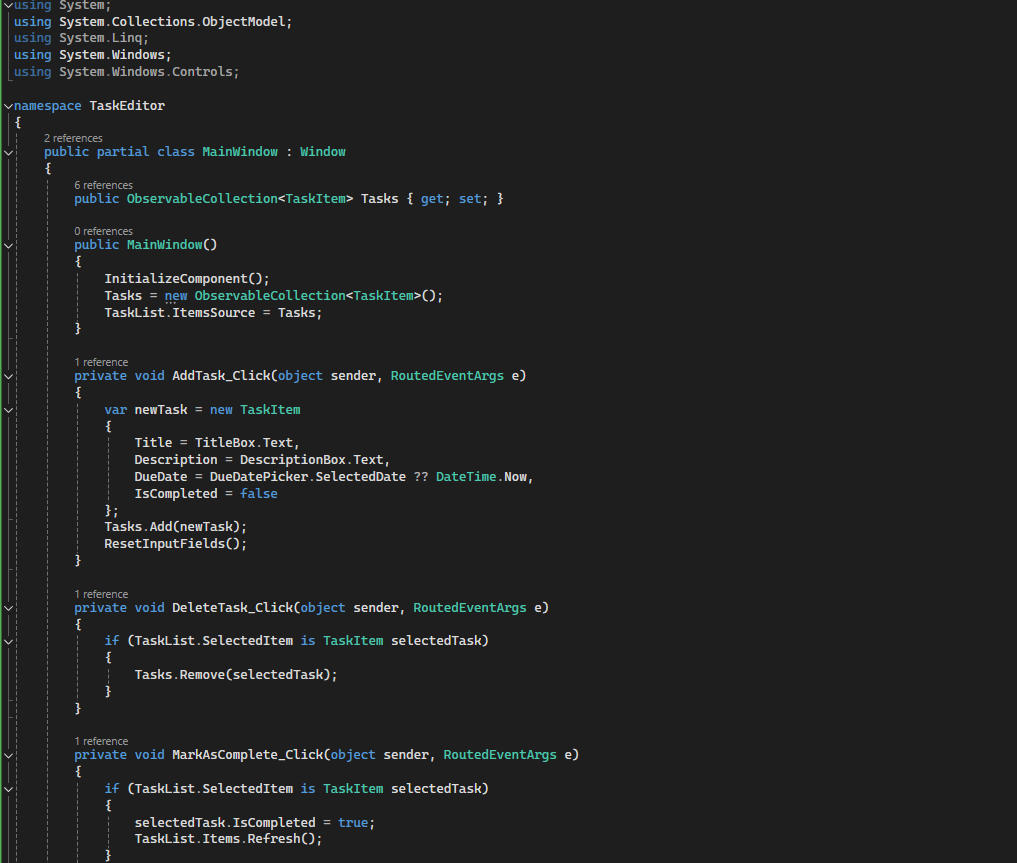 using System;
using System.Collections.ObjectModel;
using System.Linq;
using System.Windows;
using System.Windows.Controls;
namespace TaskEditor
{
2 references
public partial class MainWindow : Window
{
6 references
public ObservableCollection<TaskItem> Tasks { get; set; }
0 references
public MainWindow()
{
InitializeComponent();
Tasks = new ObservableCollection<TaskItem>();
TaskList.ItemsSource = Tasks;
}
1 reference
private void AddTask_Click(object sender, RoutedEventArgs e)
{
var newTask = new TaskItem
{
Title = TitleBox.Text,
Description = DescriptionBox.Text,
DueDate = DueDatePicker.SelectedDate ?? DateTime.Now,
IsCompleted = false
};
Tasks.Add(newTask);
ResetInputFields();
}
1 reference
private void DeleteTask_Click(object sender, RoutedEventArgs e)
{
if (TaskList.SelectedItem is TaskItem selectedTask)
{
Tasks.Remove(selectedTask);
}
}
1 reference
private void MarkAsComplete_Click(object sender, RoutedEventArgs e)
{
if (TaskList.SelectedItem is TaskItem selectedTask)
{
selectedTask.IsCompleted = true;
TaskList.Items.Refresh();
}